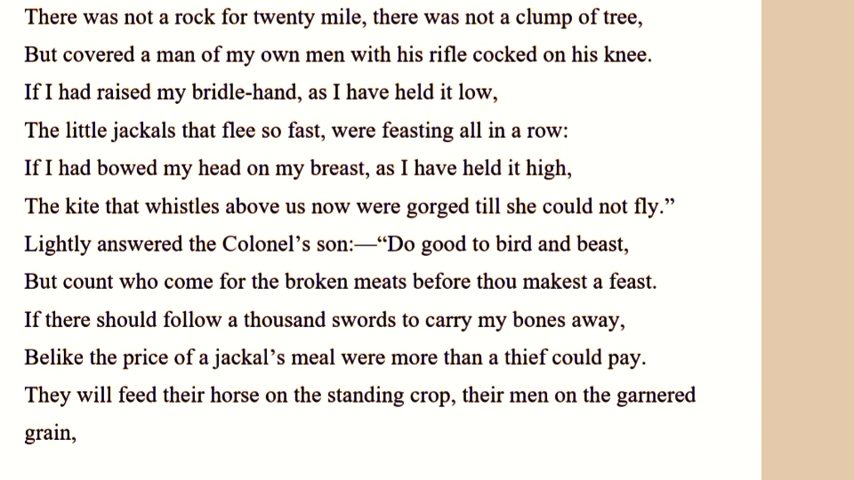 There was not a rock for twenty mile, there was not a clump of tree,
But covered a man of my own men with his rifle cocked on his knee.
If I had raised my bridle-hand, as I have held it low,
The little jackals that flee so fast, were feasting all in a row:
If I had bowed my head on my breast, as I have held it high,
The kite that whistles above us now were gorged till she could not fly.”
Lightly answered the Colonel’s son:—“Do good to bird and beast,
But count who come for the broken meats before thou makest a feast.
If there should follow a thousand swords to carry my bones away,
Belike the price of a jackal’s meal were more than a thief could pay.
They will feed their horse on the standing crop, their men on the garnered
grain,